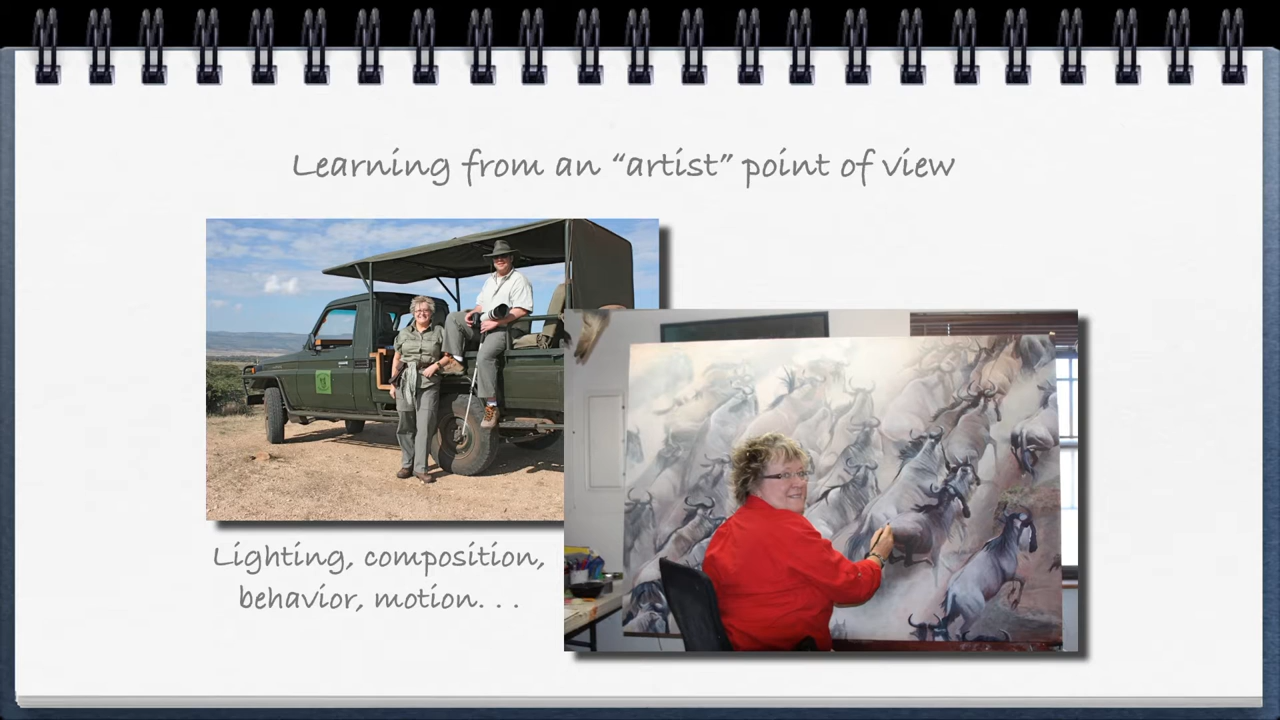 Learning from an “artist” point of view
Lighting, composition,
behavior, motion. . .